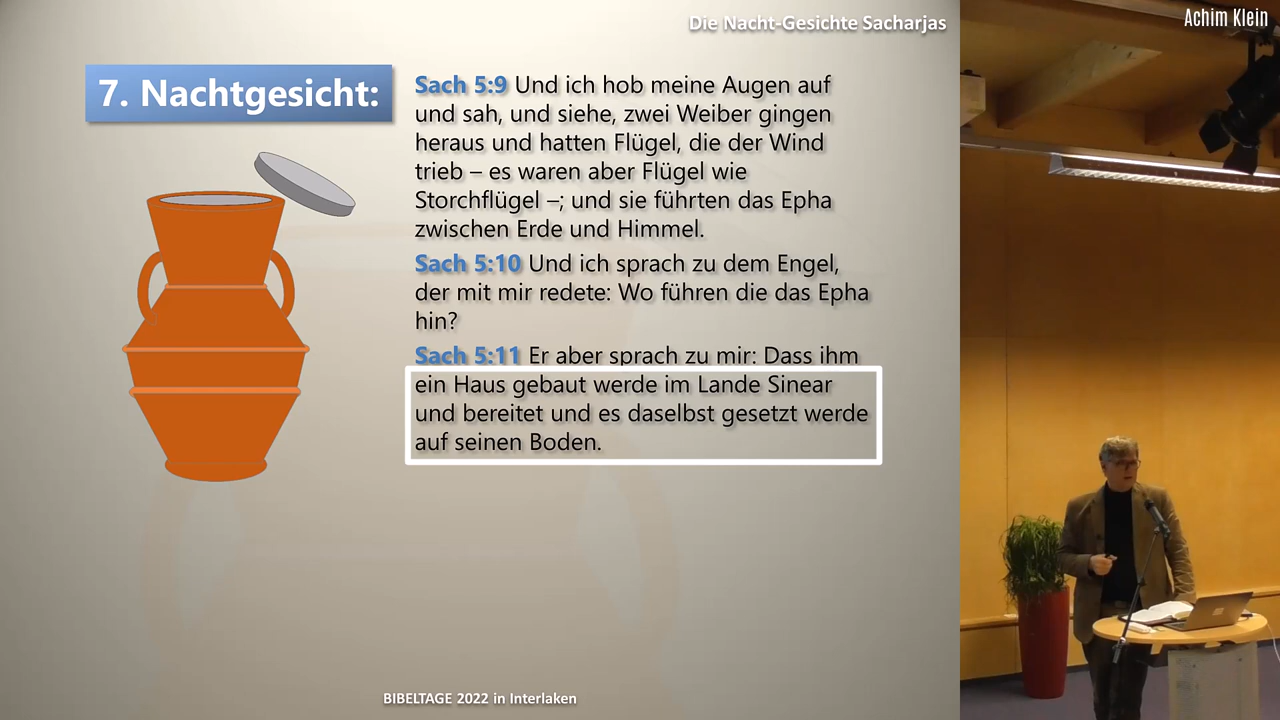 Die Nacht-Gesichte Sacharjas
Achim Klein
7. Nachtgesicht:
Sach 5:9 Und ich hob meine Augen auf
und sah, und siehe, zwei Weiber gingen
heraus und hatten Flügel, die der Wind
trieb – es waren aber Flügel wie
Storchflügel –; und sie führten das Epha
zwischen Erde und Himmel.
Sach 5:10 Und ich sprach zu dem Engel,
der mit mir redete: Wo führen die das Epha
hin?
Sach 5:11 Er aber sprach zu mir: Dass ihm
ein Haus gebaut werde im Lande Sinear
und bereitet und es daselbst gesetzt werde
auf seinen Boden.
BIBELTAGE 2022 in Interlaken